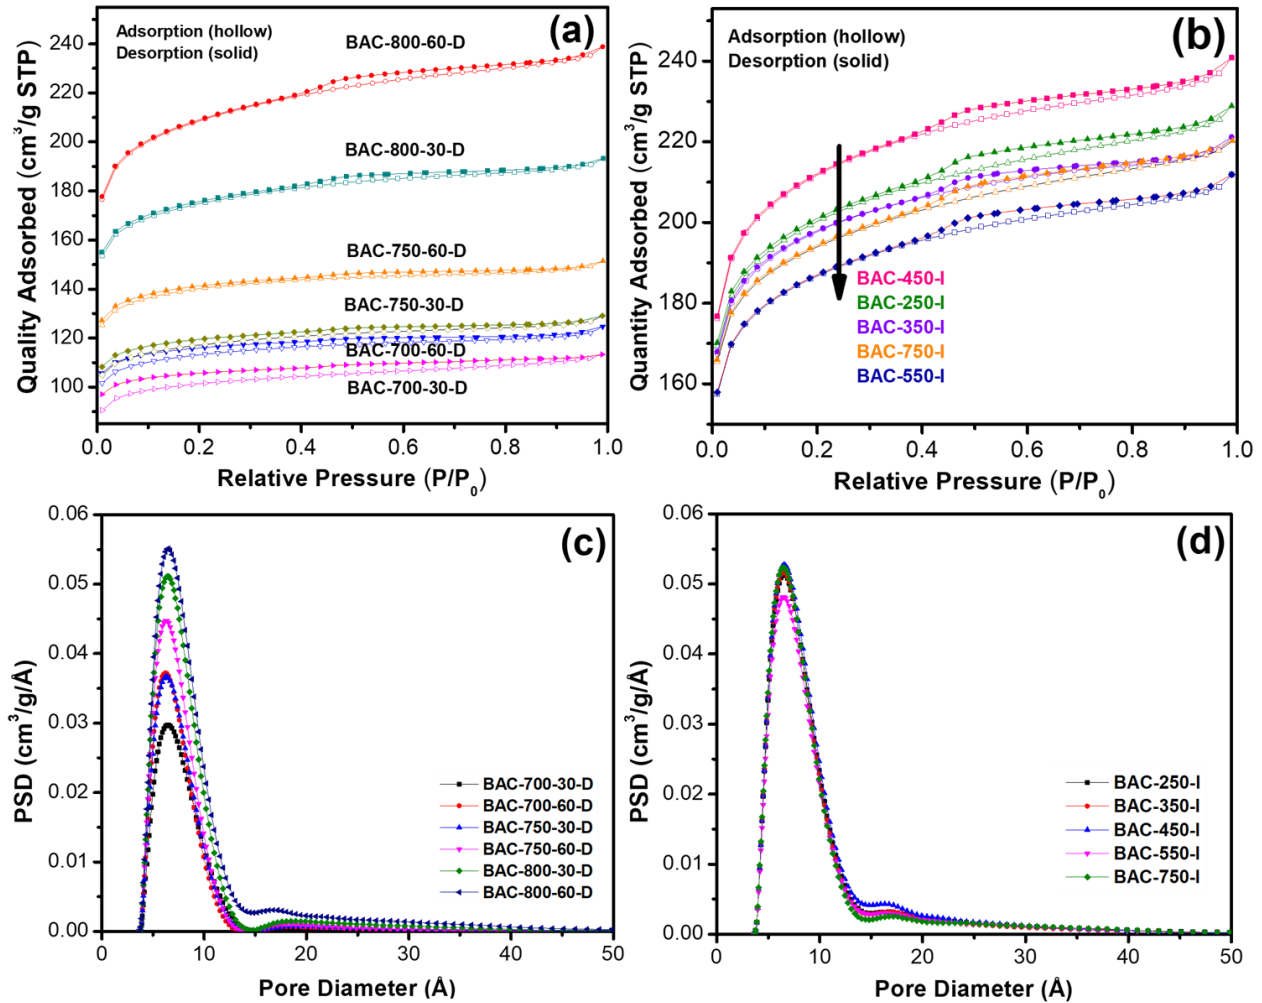 (a)
Adsorption (hollow)
Desorption (solid)
BAC-800-60-D
BAC-800-30-D
BAC-750-60-D
BAC-750-30-D
BAC-700-60-D
BAC-700-30-D
Quality Adsorbed (cm³/g STP)
240
220
200
180
160
140
120
100
0.0 0.2 0.4 0.6 0.8 1.0
Relative Pressure (P/P₀)
(b)
Adsorption (hollow)
Desorption (solid)
BAC-450-I
BAC-250-I
BAC-350-I
BAC-750-I
BAC-550-I
Quantity Adsorbed (cm³/g STP)
240
220
200
180
160
0.0 0.2 0.4 0.6 0.8 1.0
Relative Pressure (P/P₀)
(c)
PSD (cm³/g/Å)
0.06
0.05
0.04
0.03
0.02
0.01
0.00
BAC-700-30-D
BAC-700-60-D
BAC-750-30-D
BAC-750-60-D
BAC-800-30-D
BAC-800-60-D
0 10 20 30 40 50
Pore Diameter (Å)
(d)
PSD (cm³/g/Å)
0.06
0.05
0.04
0.03
0.02
0.01
0.00
BAC-250-I
BAC-350-I
BAC-450-I
BAC-550-I
BAC-750-I
0 10 20 30 40 50
Pore Diameter (Å)